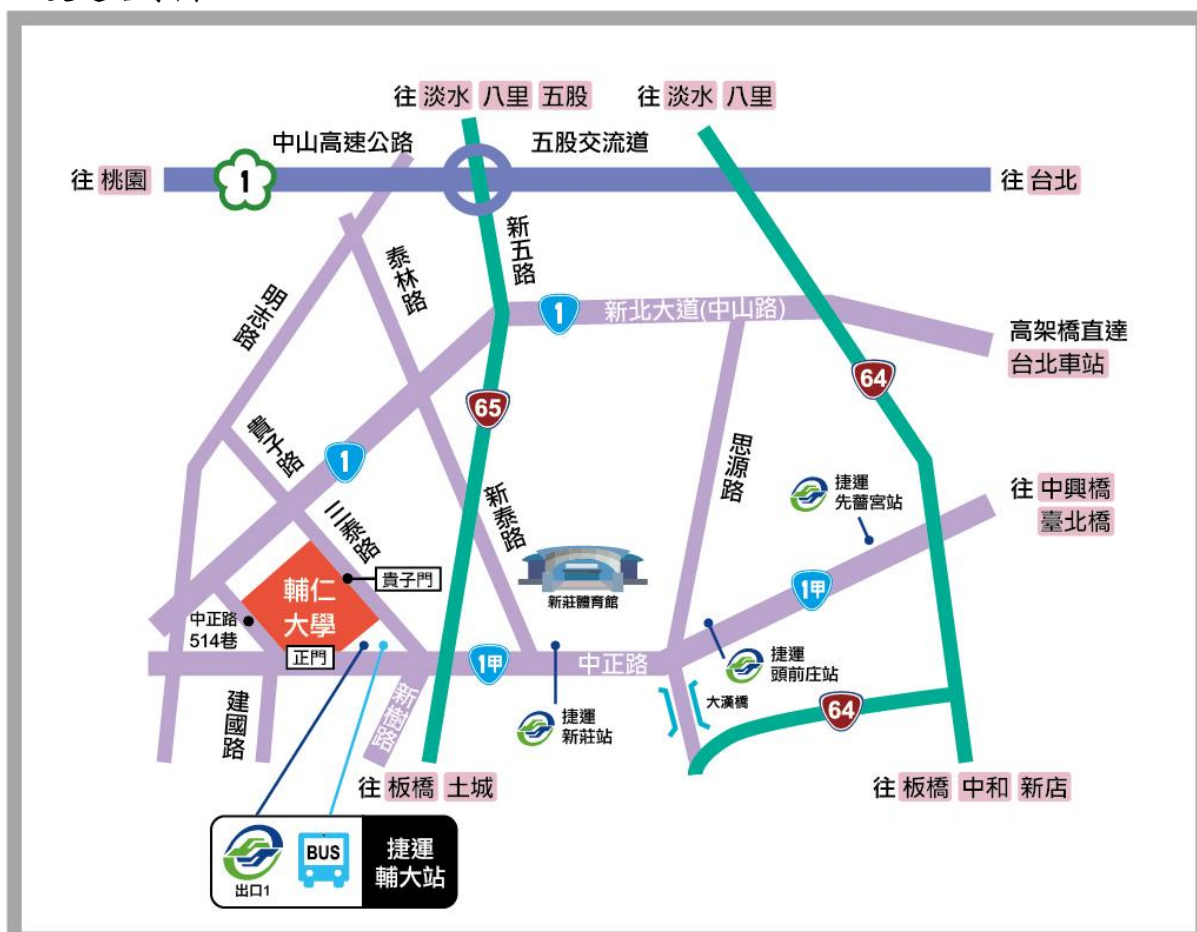 往 淡水 八里 五股
往 淡水 八里
中山高速公路
五股交流道
往 桃園
1
往 台北
新五路
泰林路
明志路
1
新北大道(中山路)
高架橋直達
台北車站
64
65
貴子路
1
思源路
新泰路
捷運
先嗇宮站
往 中興橋
臺北橋
三泰路
貴子門
輔仁
大學
新莊體育館
1甲
中正路
514巷
正門
1甲
中正路
捷運
頭前庄站
建國路
新樹路
捷運
新莊站
大漢橋
64
往 板橋 土城
往 板橋 中和 新店
出口1
BUS
捷運
輔大站